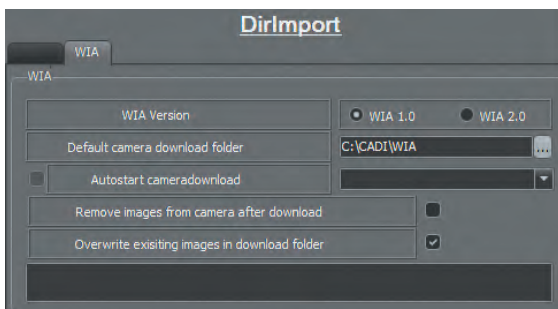 DirImport
WIA
WIA
WIA Version
WIA 1.0
WIA 2.0
Default camera download folder
C:\CADI\WIA
...
Autostart cameradownload
Remove images from camera after download
Overwrite exisiting images in download folder